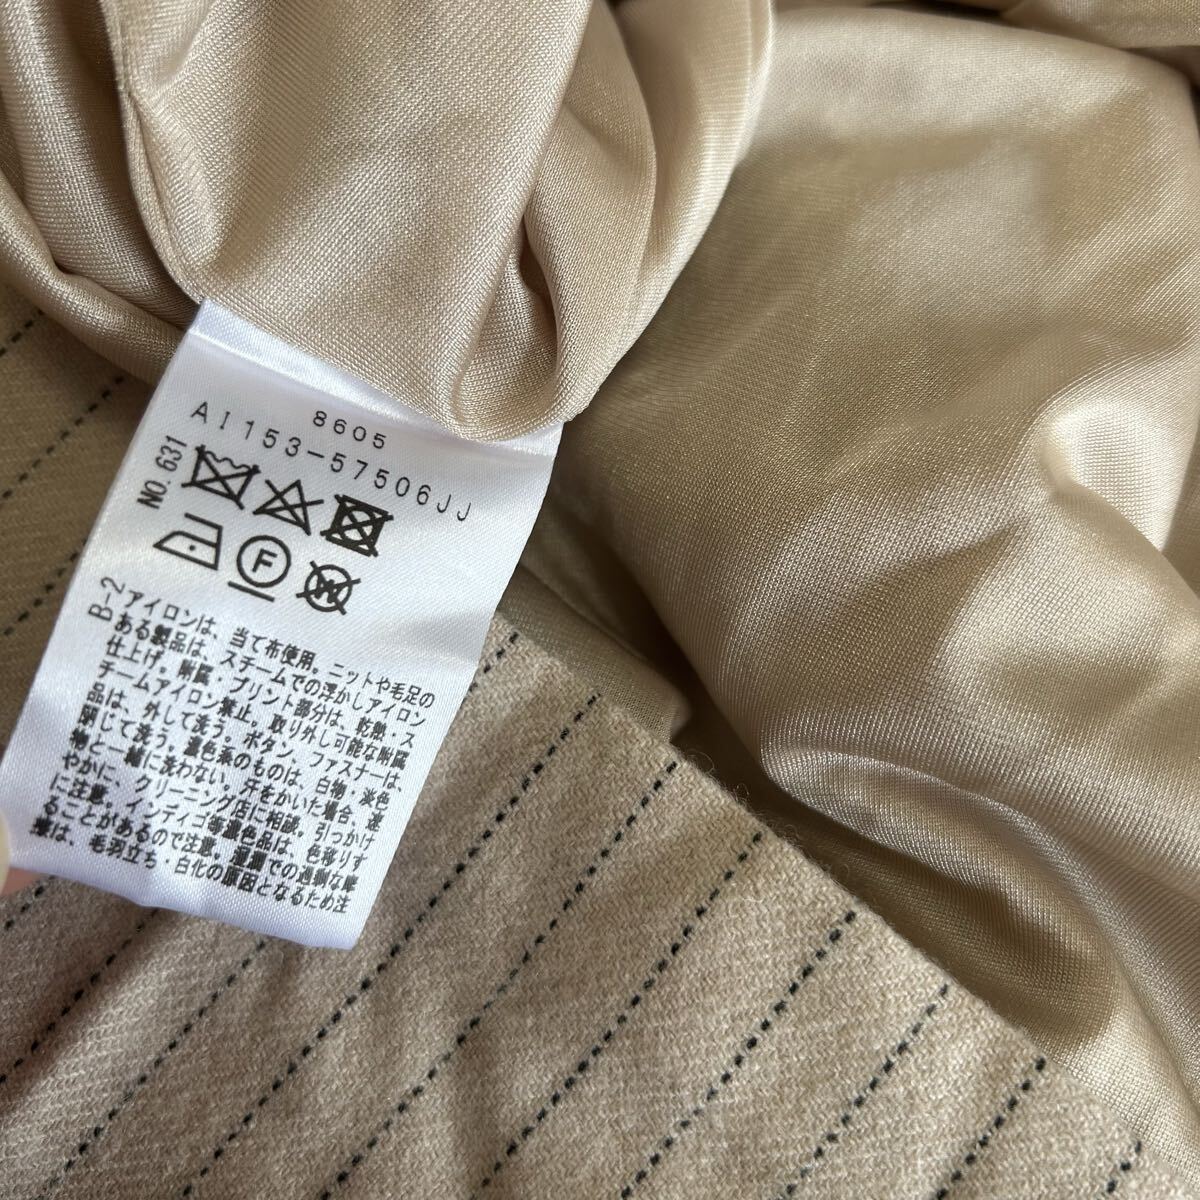 8605
AI153-57506JJ
NO.631
F
W
B-2
アイロンは、当て布使用。ニットや毛足の
ある製品は、スチームでの浮かしアイロン
仕上げ。附属・プリント部分は、乾熱・ス
チームアイロン禁止。取り外し可能な附属
品は、外して洗う。ボタン、ファスナーは、
閉じて洗う。濃色系のものは、白物、淡色
物と一緒に洗わない。汗をかいた場合、速
やかに、クリーニング店に相談。引っかけ
に注意。インディゴ等濃色品は、色移りす
ることがあるので注意。湿潤での過剰な摩
擦は、毛羽立ち・白化の原因となるため注